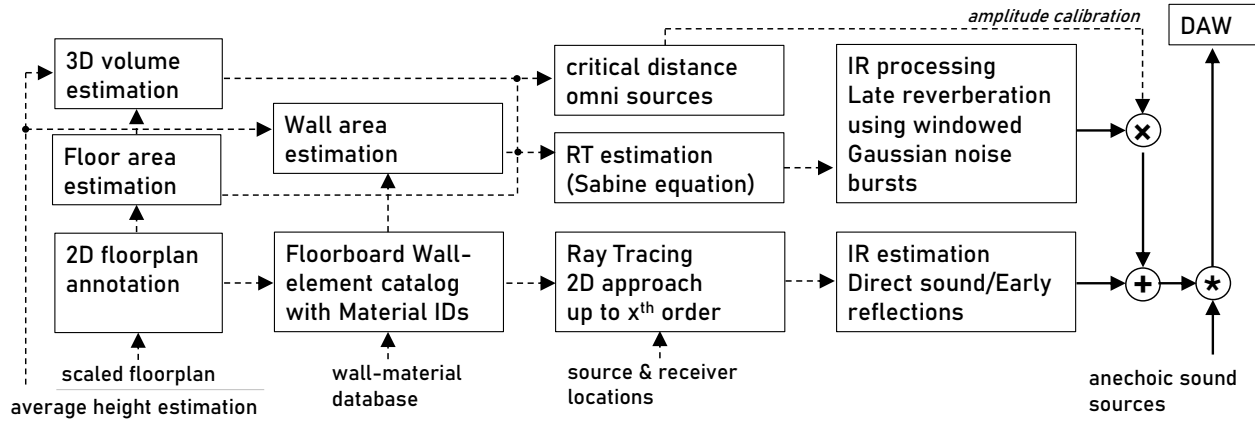 amplitude calibration
DAW
3D volume
estimation
critical distance
omni sources
IR processing
Late reverberation
using windowed
Gaussian noise
bursts
Wall area
estimation
×
Floor area
estimation
RT estimation
(Sabine equation)
2D floorplan
annotation
Floorboard Wall-
element catalog
with Material IDs
Ray Tracing
2D approach
up to xth order
IR estimation
Direct sound/Early
reflections
+
*
scaled floorplan
average height estimation
wall-material
database
source & receiver
locations
anechoic sound
sources